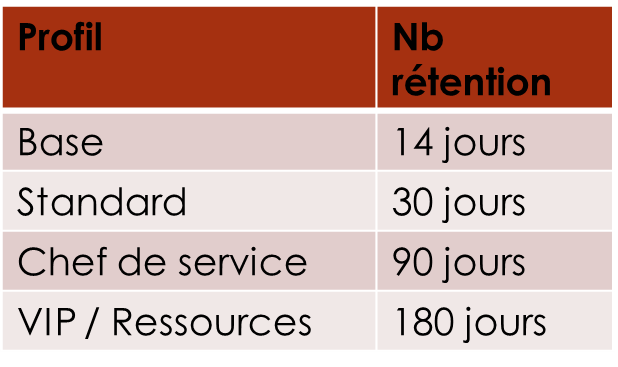 Profil
Nb
rétention
Base
14 jours
Standard
30 jours
Chef de service
90 jours
VIP / Ressources
180 jours